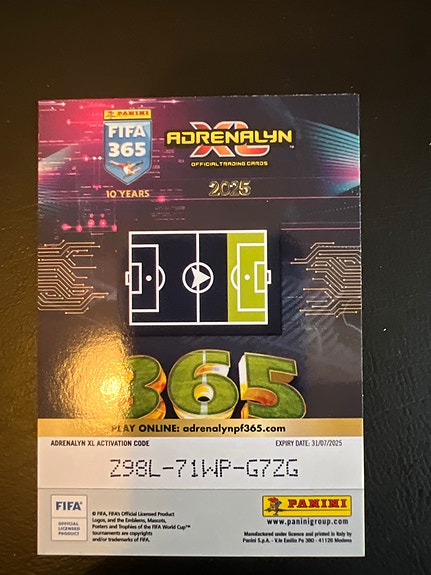 PANINI
FIFA
365
10 YEARS
ADRENALYN
XL™
OFFICIAL TRADING CARDS
2025
365
PLAY ONLINE: adrenalynpf365.com
ADRENALYN XL ACTIVATION CODE EXPIRY DATE: 31/07/2025
Z98L-71WP-G7ZG
FIFA®
OFFICIAL
LICENSED
PRODUCT
© FIFA, FIFA's Official Licensed Product
Logos, and the Emblems, Mascots,
Posters and Trophies of the FIFA World Cup™
tournaments are copyrights
and/or trademarks of FIFA.
PANINI
www.paninigroup.com
Manufactured under licence and printed in Italy by
Panini S.p.A. - V.le Emilio Po 380 - 41126 Modena